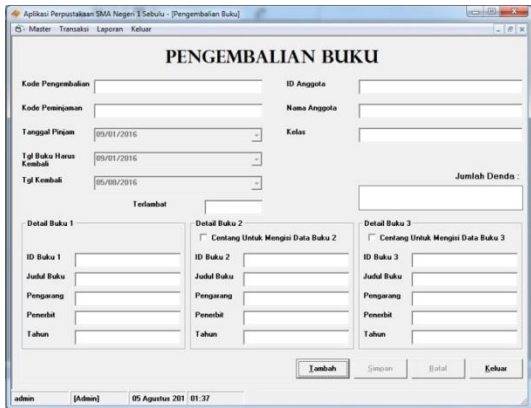 Aplikasi Perpustakaan SMA Negeri 1 Sebulu - [Pengembalian Buku]
Master Transaksi Laporan Keluar
PENGEMBALIAN BUKU
Kode Pengembalian ID Anggota
Kode Peminjaman Nama Anggota
Tanggal Pinjam 09/01/2016 Kelas
Tgl Buku Harus Kembali 09/01/2016
Tgl Kembali 05/08/2016 Jumlah Denda :
Terlambat
Detail Buku 1 Detail Buku 2 Detail Buku 3
Centang Untuk Mengisi Data Buku 2 Centang Untuk Mengisi Data Buku 3
ID Buku 1 ID Buku 2 ID Buku 3
Judul Buku Judul Buku Judul Buku
Pengarang Pengarang Pengarang
Penerbit Penerbit Penerbit
Tahun Tahun Tahun
Tambah Simpan Batal Keluar
admin [Admin] 05 Agustus 201 01:37